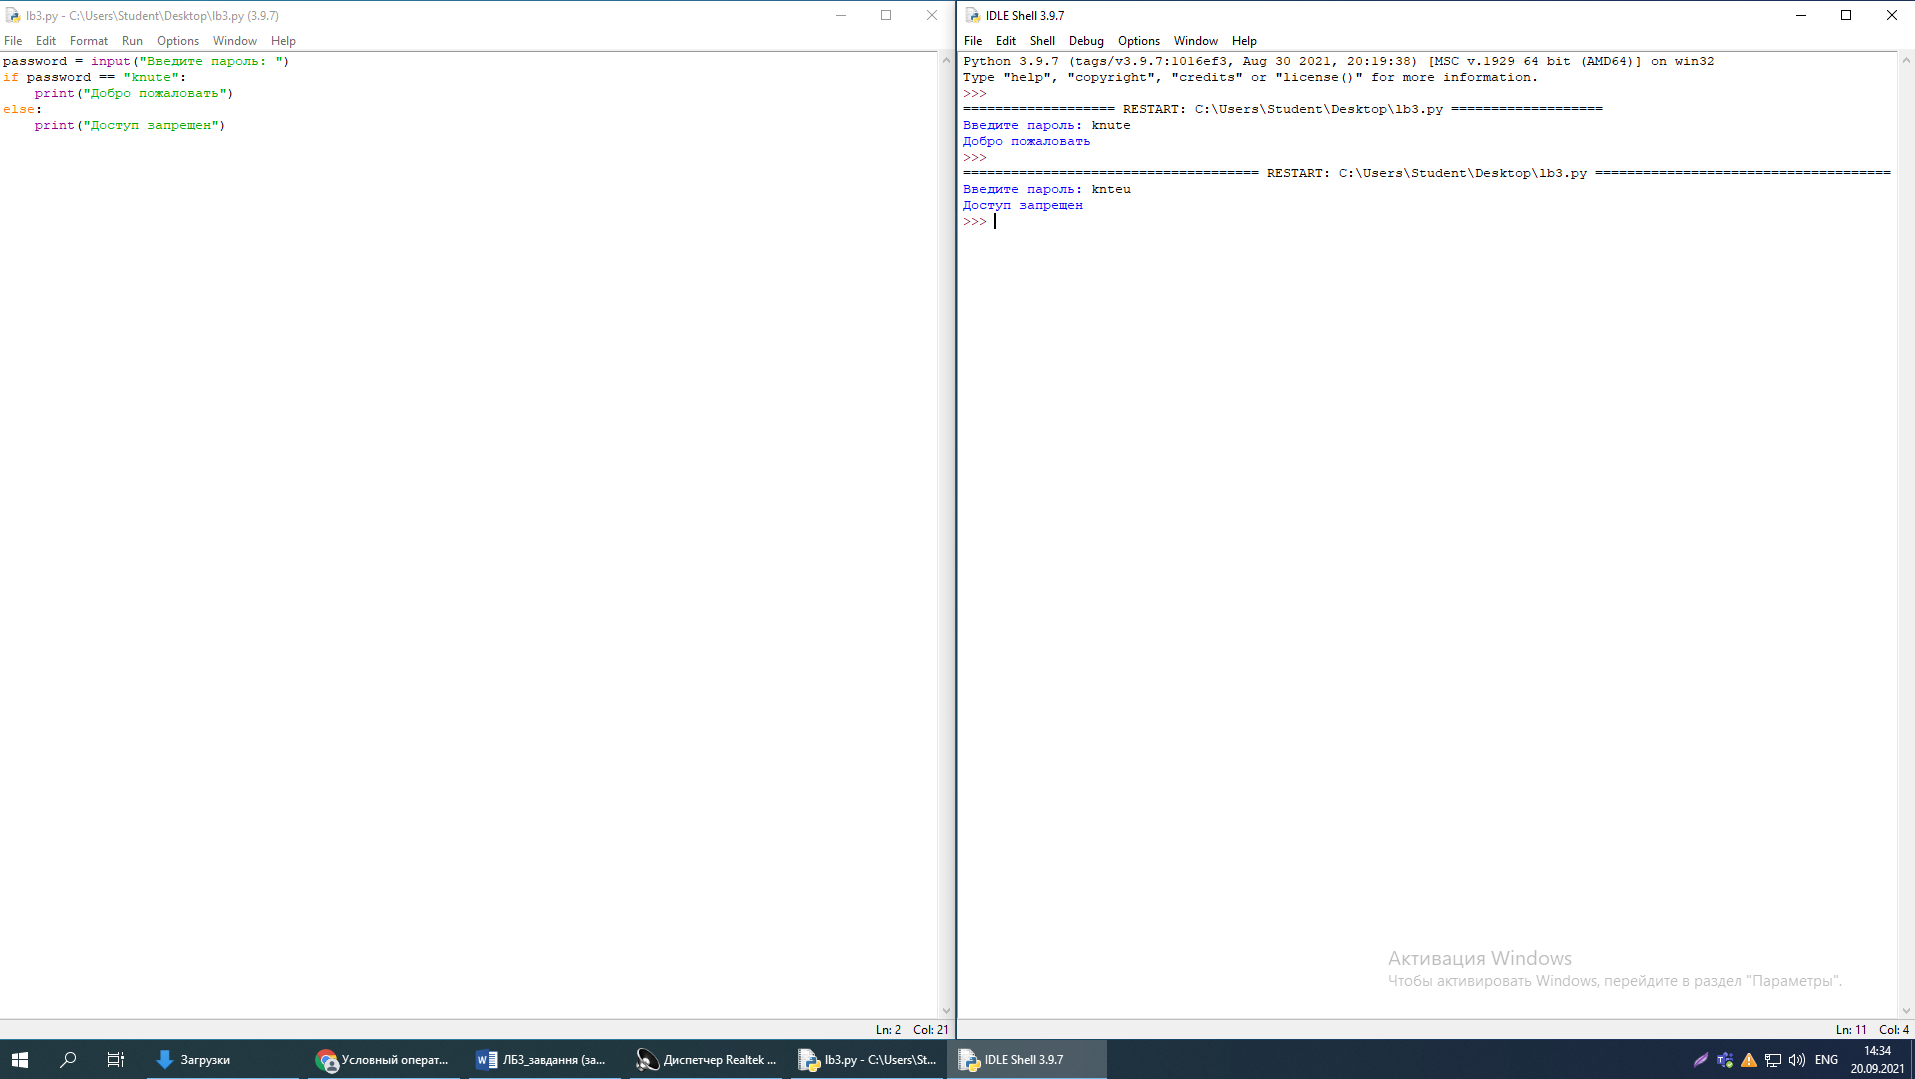 lb3.py - C:\Users\Student\Desktop\lb3.py (3.9.7)
File Edit Format Run Options Window Help
password = input("Введите пароль: ")
if password == "knute":
    print("Добро пожаловать")
else:
    print("Доступ запрещен")
Ln: 2 Col: 21
IDLE Shell 3.9.7
File Edit Shell Debug Options Window Help
Python 3.9.7 (tags/v3.9.7:1016ef3, Aug 30 2021, 20:19:38) [MSC v.1929 64 bit (AMD64)] on win32
Type "help", "copyright", "credits" or "license()" for more information.
>>>
=================== RESTART: C:\Users\Student\Desktop\lb3.py ===================
Введите пароль: knute
Добро пожаловать
>>>
===================================== RESTART: C:\Users\Student\Desktop\lb3.py =====================================
Введите пароль: knteu
Доступ запрещен
>>>
Активация Windows
Чтобы активировать Windows, перейдите в раздел "Параметры".
Ln: 11 Col: 4
Загрузки
Условный операт...
ЛБ3_завдання (за...
Диспетчер Realtek ...
lb3.py - C:\Users\St...
IDLE Shell 3.9.7
ENG
14:34
20.09.2021